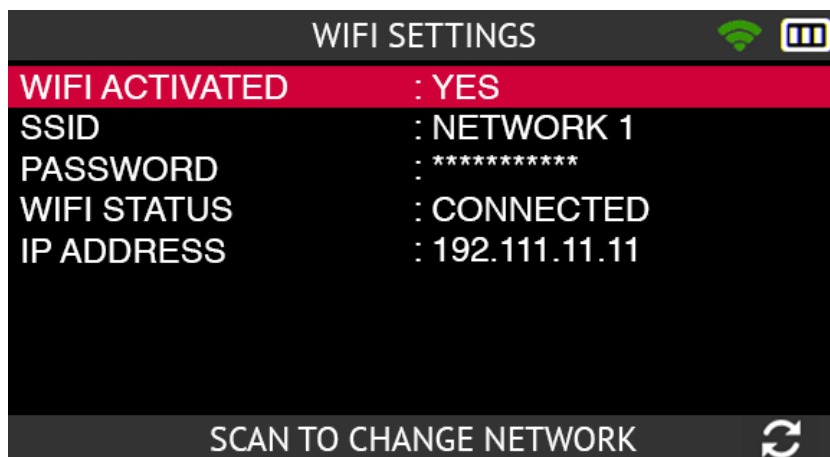 WIFI SETTINGS
WIFI ACTIVATED : YES
SSID : NETWORK 1
PASSWORD : ***********
WIFI STATUS : CONNECTED
IP ADDRESS : 192.111.11.11
SCAN TO CHANGE NETWORK